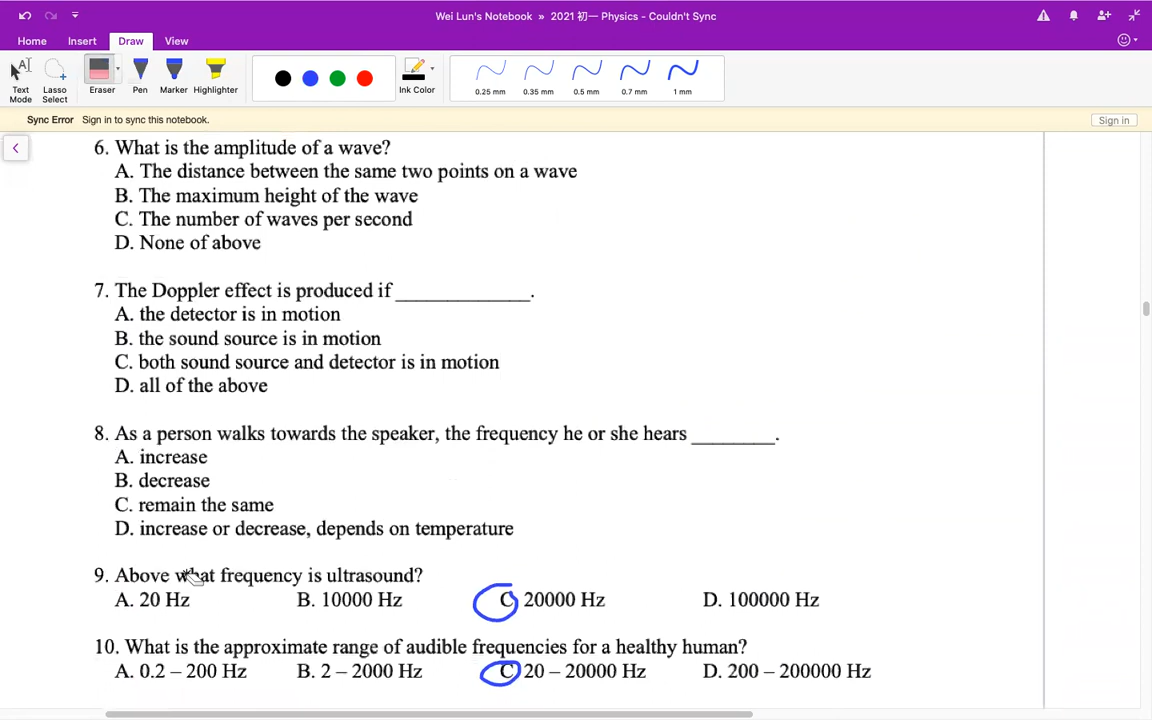 Wei Lun's Notebook » 2021 初一 Physics - Couldn't Sync
Home Insert Draw View
Text Mode
Lasso Select
Eraser
Pen
Marker
Highlighter
Ink Color
0.25 mm 0.35 mm 0.5 mm 0.7 mm 1 mm
Sync Error Sign in to sync this notebook. Sign in
6. What is the amplitude of a wave?
A. The distance between the same two points on a wave
B. The maximum height of the wave
C. The number of waves per second
D. None of above
7. The Doppler effect is produced if _____________.
A. the detector is in motion
B. the sound source is in motion
C. both sound source and detector is in motion
D. all of the above
8. As a person walks towards the speaker, the frequency he or she hears ________.
A. increase
B. decrease
C. remain the same
D. increase or decrease, depends on temperature
9. Above what frequency is ultrasound?
A. 20 Hz B. 10000 Hz C 20000 Hz D. 100000 Hz
10. What is the approximate range of audible frequencies for a healthy human?
A. 0.2 – 200 Hz B. 2 – 2000 Hz C 20 – 20000 Hz D. 200 – 200000 Hz